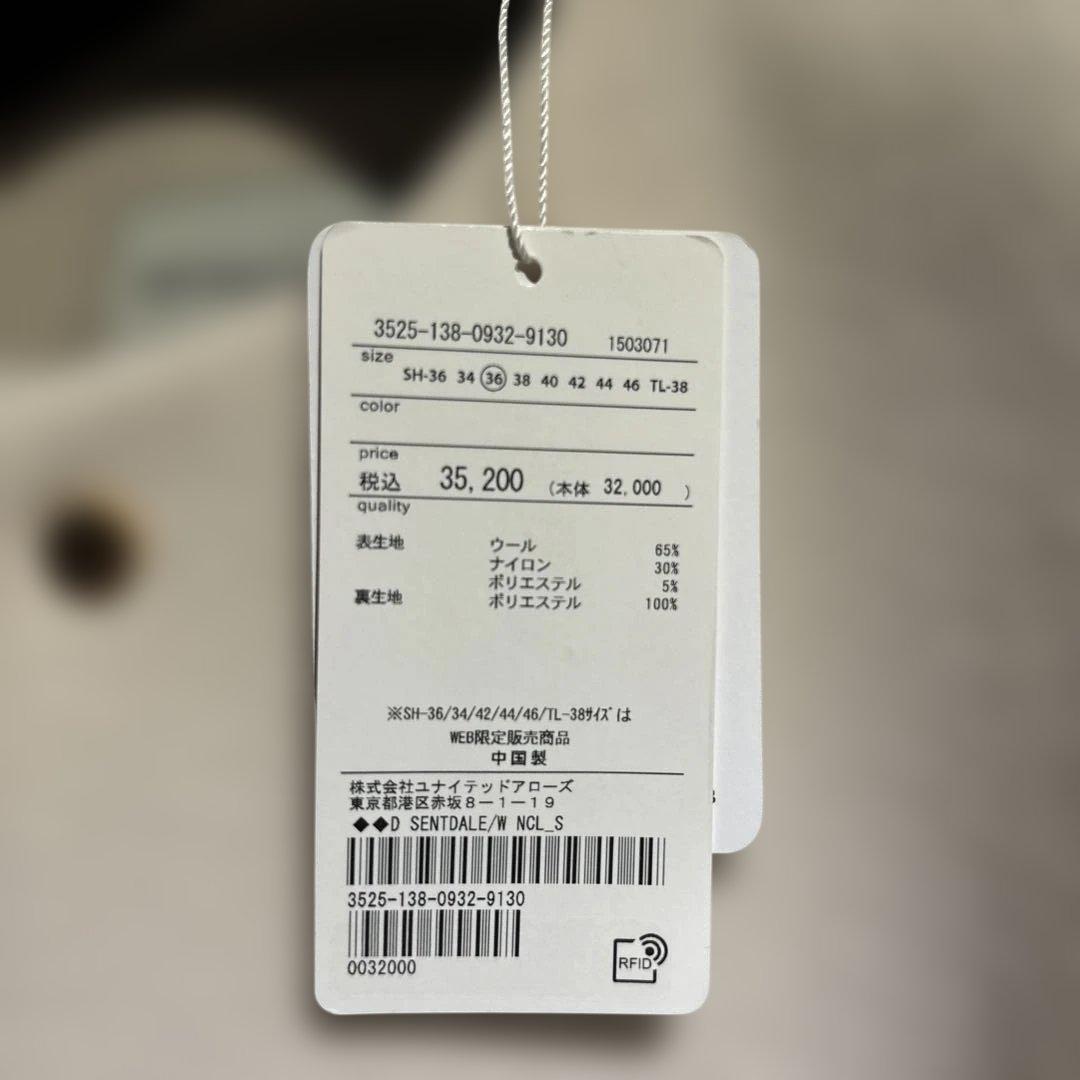 3525-138-0932-9130 1503071
size
SH-36 34 36 38 40 42 44 46 TL-38
color
price
税込 35,200 (本体 32,000 )
quality
表生地 ウール 65%
ナイロン 30%
ポリエステル 5%
裏生地 ポリエステル 100%
※SH-36/34/42/44/46/TL-38ｻｲｽﾞは
WEB限定販売商品
中国製
株式会社ユナイテッドアローズ
東京都港区赤坂８－１－１９
◆◆D SENTDALE/W NCL_S
3525-138-0932-9130
0032000
RFID